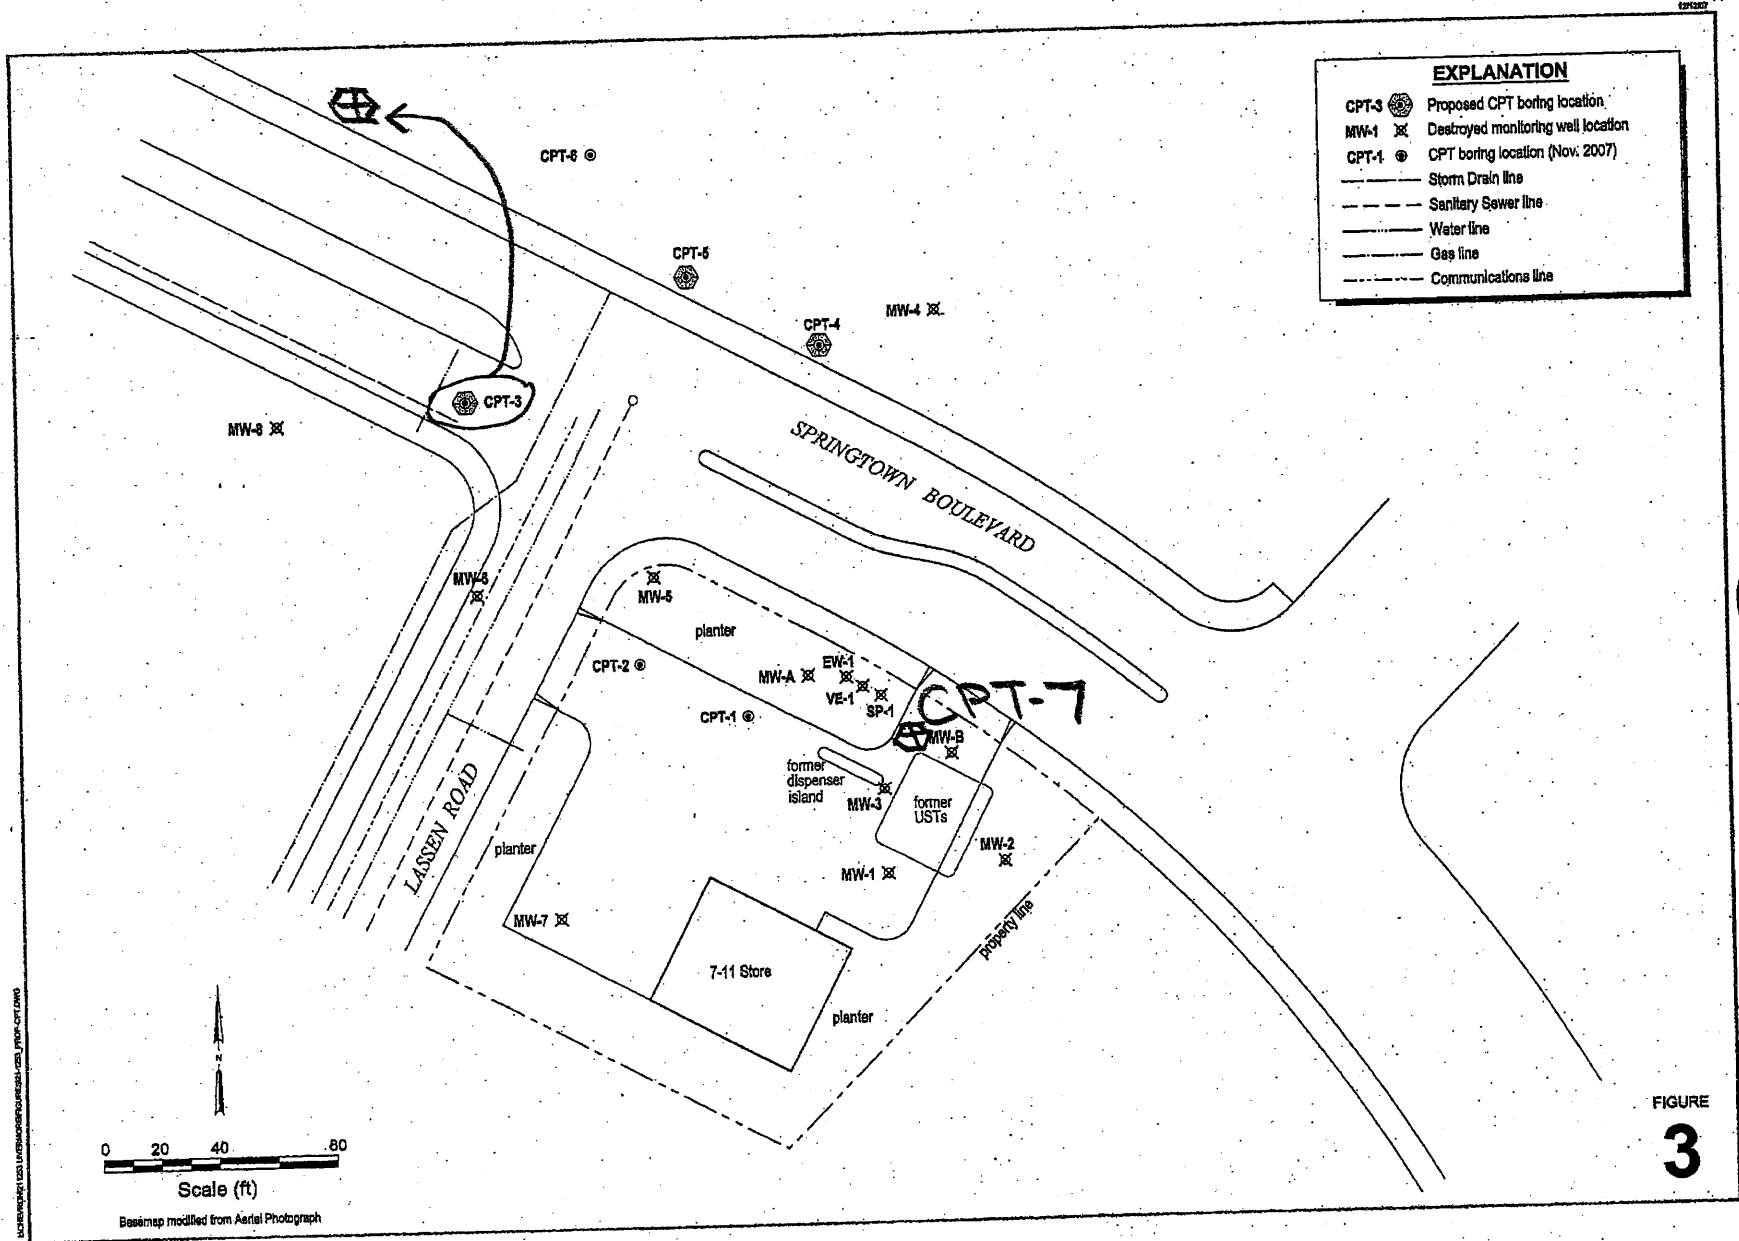 EXPLANATION
CPT-3 Proposed CPT boring location
MW-1 Destroyed monitoring well location
CPT-1 CPT boring location (Nov. 2007)
Storm Drain line
Sanitary Sewer line
Water line
Gas line
Communications line
CPT-6
CPT-5
MW-4
CPT-4
CPT-3
MW-8
SPRINGTOWN BOULEVARD
MW-6
MW-5
planter
CPT-2
MW-A
EW-1
VE-1
SP-1
CPT-7
CPT-1
MW-B
former
dispenser
island
MW-3
former
USTs
LASSEN ROAD
planter
MW-2
MW-1
MW-7
property line
7-11 Store
planter
N
0 20 40 80
Scale (ft)
Basemap modified from Aerial Photograph
FIGURE
3